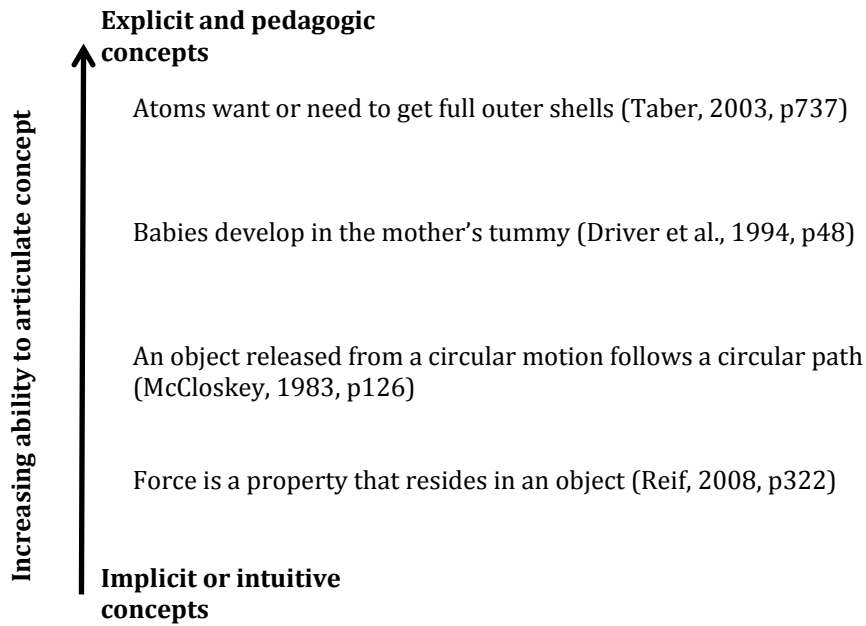 Explicit and pedagogic
concepts
Atoms want or need to get full outer shells (Taber, 2003, p737)
Babies develop in the mother’s tummy (Driver et al., 1994, p48)
An object released from a circular motion follows a circular path
(McCloskey, 1983, p126)
Force is a property that resides in an object (Reif, 2008, p322)
Implicit or intuitive
concepts
Increasing ability to articulate concept